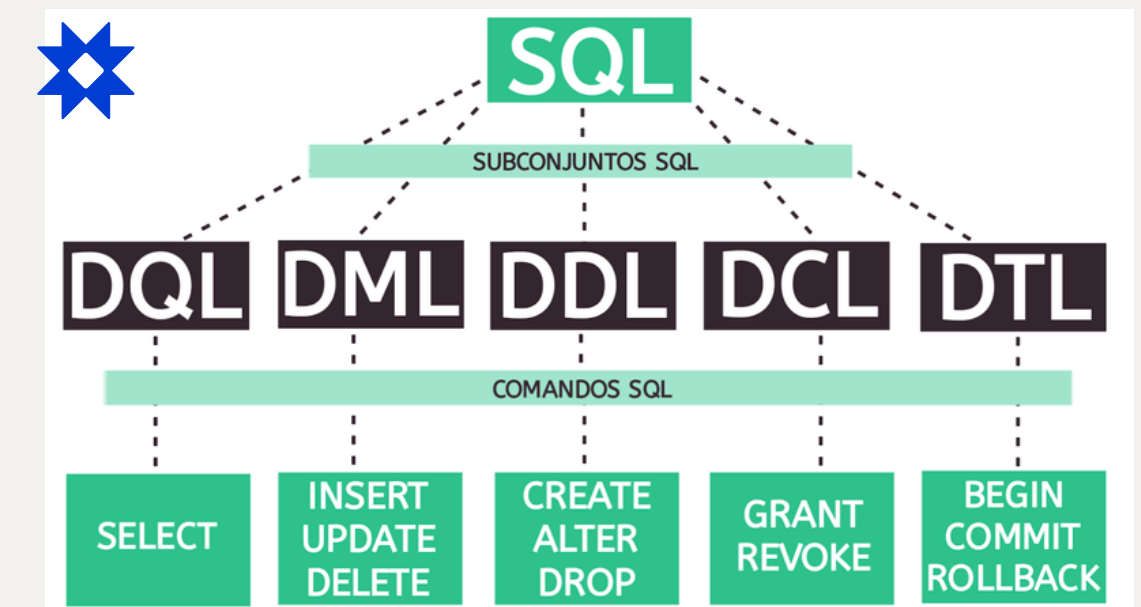 SQL
SUBCONJUNTOS SQL
DQL
DML
DDL
DCL
DTL
COMANDOS SQL
SELECT
INSERT
UPDATE
DELETE
CREATE
ALTER
DROP
GRANT
REVOKE
BEGIN
COMMIT
ROLLBACK